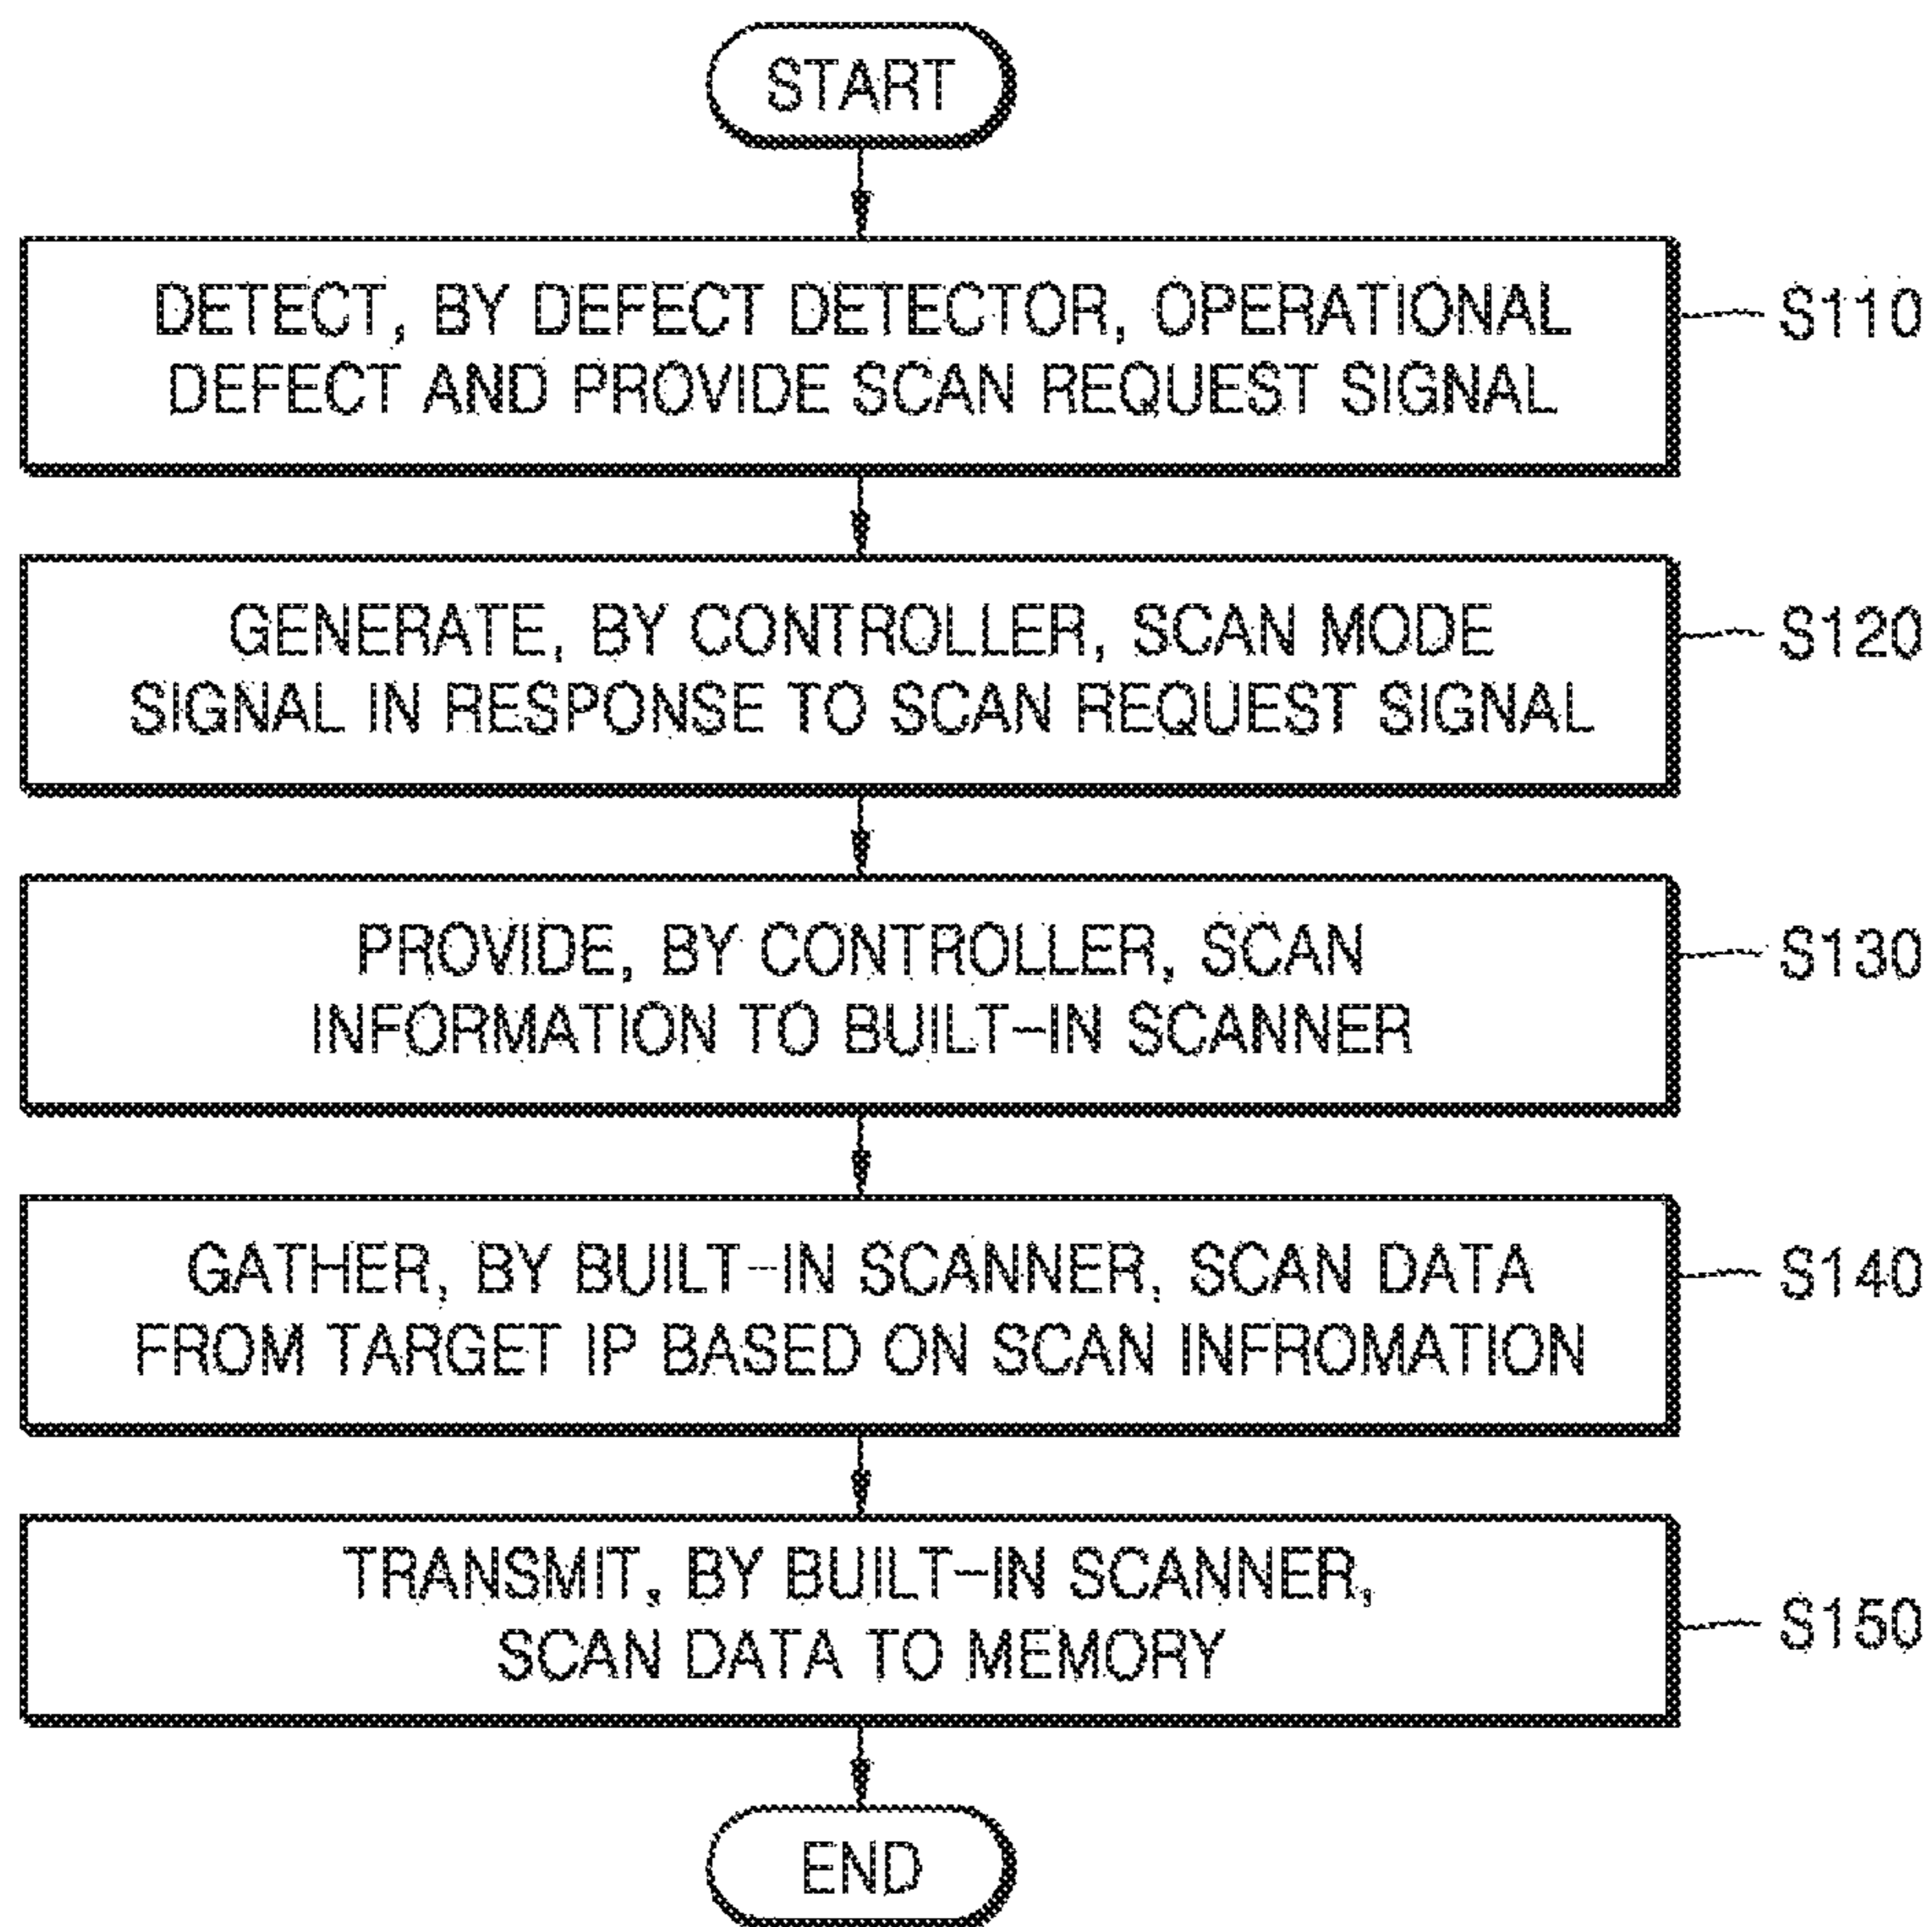 START
DETECT, BY DEFECT DETECTOR, OPERATIONAL
DEFECT AND PROVIDE SCAN REQUEST SIGNAL
S110
GENERATE, BY CONTROLLER, SCAN MODE
SIGNAL IN RESPONSE TO SCAN REQUEST SIGNAL
S120
PROVIDE, BY CONTROLLER, SCAN
INFORMATION TO BUILT-IN SCANNER
S130
GATHER, BY BUILT-IN SCANNER, SCAN DATA
FROM TARGET IP BASED ON SCAN INFROMATION
S140
TRANSMIT, BY BUILT-IN SCANNER,
SCAN DATA TO MEMORY
S150
END